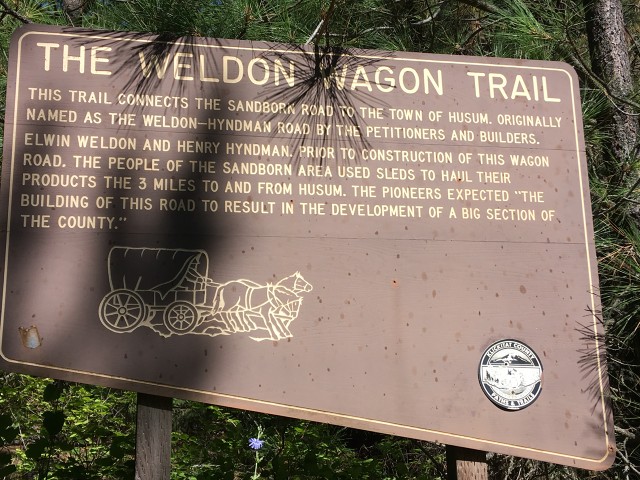 THE WELDON WAGON TRAIL
THIS TRAIL CONNECTS THE SANDBORN ROAD TO THE TOWN OF HUSUM. ORIGINALLY
NAMED AS THE WELDON-HYNDMAN ROAD BY THE PETITIONERS AND BUILDERS.
ELWIN WELDON AND HENRY HYNDMAN. PRIOR TO CONSTRUCTION OF THIS WAGON
ROAD. THE PEOPLE OF THE SANDBORN AREA USED SLEDS TO HAUL THEIR
PRODUCTS THE 3 MILES TO AND FROM HUSUM. THE PIONEERS EXPECTED "THE
BUILDING OF THIS ROAD TO RESULT IN THE DEVELOPMENT OF A BIG SECTION OF
THE COUNTY."
KLICKITAT COUNTY
PARKS & TRAILS